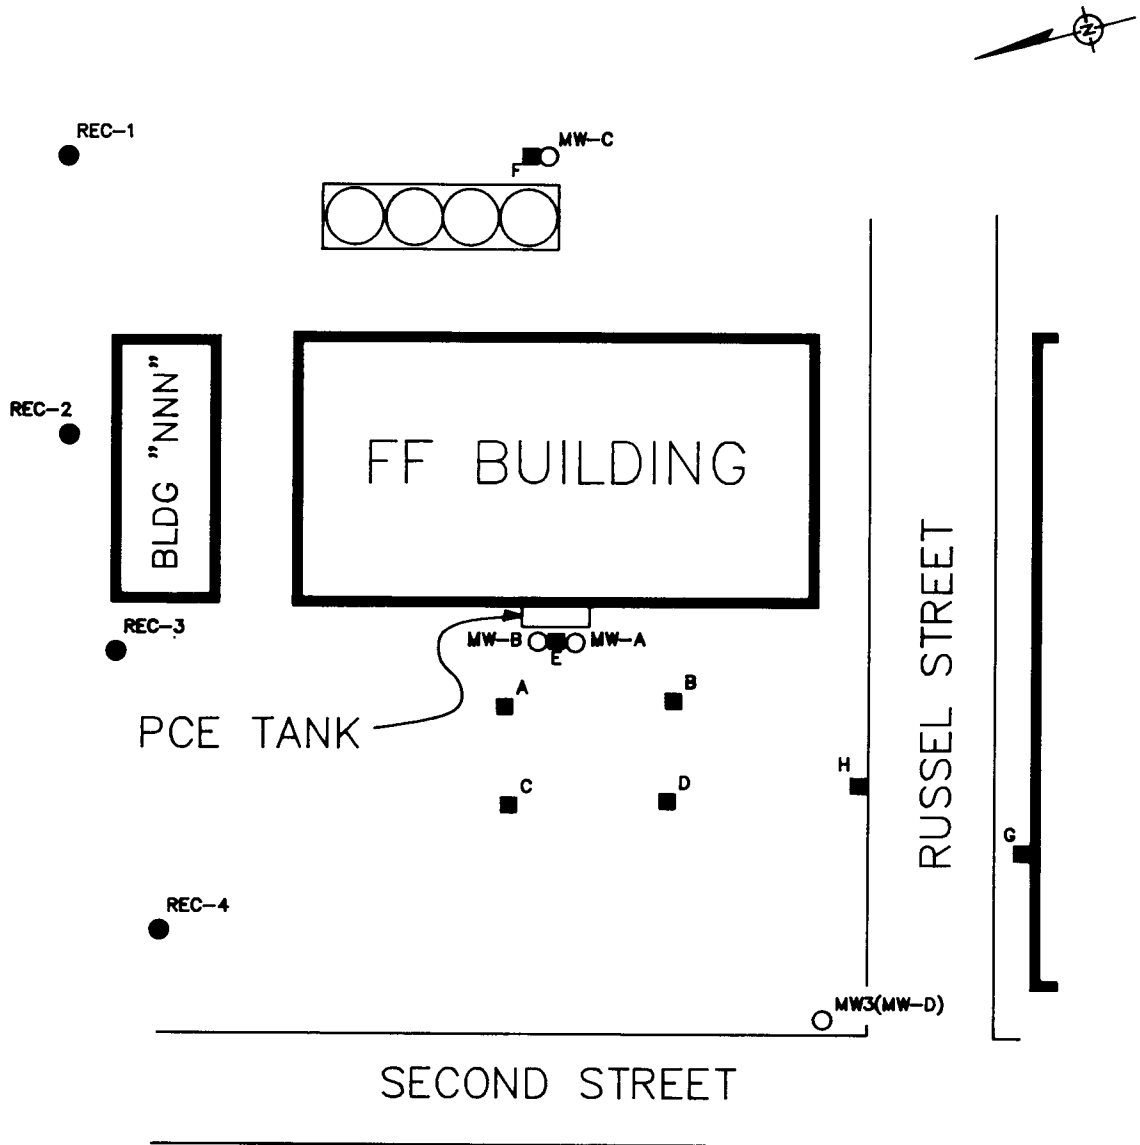 N
REC-1
MW-C
F
REC-2
BLDG "NNN"
FF BUILDING
REC-3
MW-B
E
MW-A
A
B
PCE TANK
C
D
H
RUSSEL STREET
G
REC-4
MW3(MW-D)
SECOND STREET